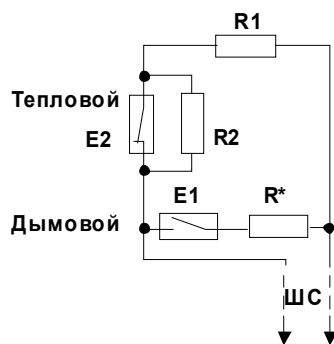 R1
Тепловой
E2
R2
E1
R*
Дымовой
ШС